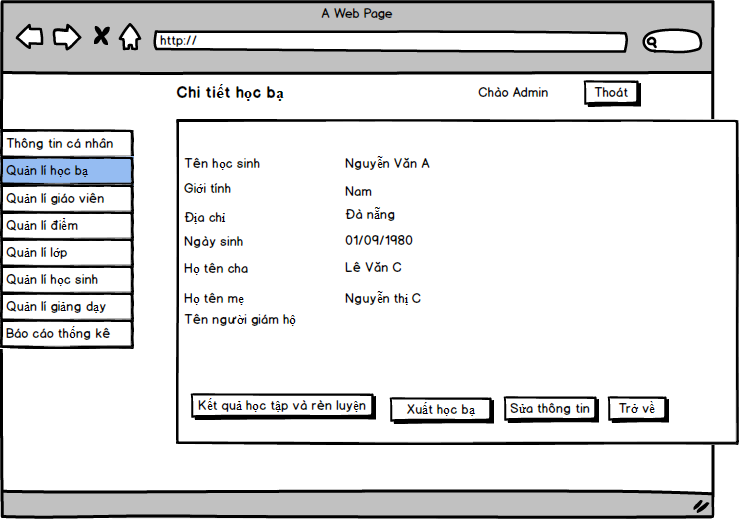 A Web Page
http://
Chi tiết học bạ
Chào Admin
Thoát
Thông tin cá nhân
Quản lí học bạ
Quản lí giáo viên
Quản lí điểm
Quản lí lớp
Quản lí học sinh
Quản lí giảng dạy
Báo cáo thống kê
Tên học sinh Nguyễn Văn A
Giới tính Nam
Địa chỉ Đà nẵng
Ngày sinh 01/09/1980
Họ tên cha Lê Văn C
Họ tên mẹ Nguyễn thị C
Tên người giám hộ
Kết quả học tập và rèn luyện
Xuất học bạ
Sửa thông tin
Trở về